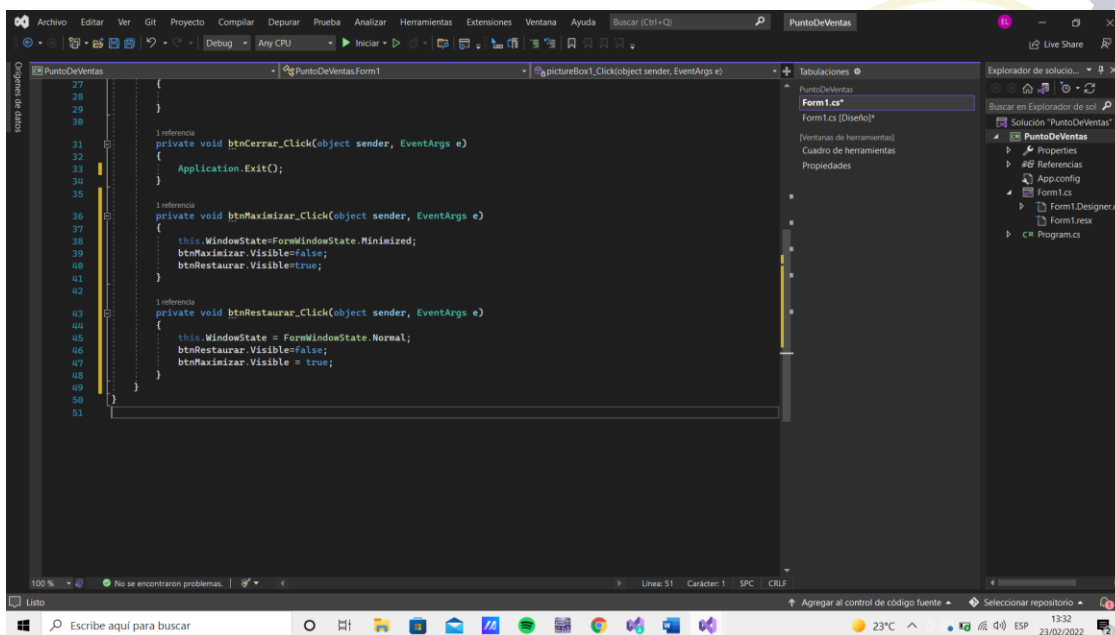 Archivo Editar Ver Git Proyecto Compilar Depurar Prueba Analizar Herramientas Extensiones Ventana Ayuda Buscar (Ctrl+Q) PuntoDeVentas EL
Debug Any CPU Iniciar Live Share
Orígenes de datos
PuntoDeVentas PuntoDeVentas.Form1 pictureBox1_Click(object sender, EventArgs e)
27 {
28
29 }
30
1 referencia
31 private void btnCerrar_Click(object sender, EventArgs e)
32 {
33 Application.Exit();
34 }
35
1 referencia
36 private void btnMaximizar_Click(object sender, EventArgs e)
37 {
38 this.WindowState=FormWindowState.Minimized;
39 btnMaximizar.Visible=false;
40 btnRestaurar.Visible=true;
41 }
42
1 referencia
43 private void btnRestaurar_Click(object sender, EventArgs e)
44 {
45 this.WindowState = FormWindowState.Normal;
46 btnRestaurar.Visible=false;
47 btnMaximizar.Visible = true;
48 }
49 }
50 }
51
Tabulaciones
PuntoDeVentas
Form1.cs*
Form1.cs [Diseño]*
[Ventanas de herramientas]
Cuadro de herramientas
Propiedades
Explorador de solucio...
Buscar en Explorador de sol
Solución "PuntoDeVentas"
PuntoDeVentas
Properties
Referencias
App.config
Form1.cs
Form1.Designer.c
Form1.resx
C# Program.cs
100 % No se encontraron problemas. Línea: 51 Carácter: 1 SPC CRLF
Listo Agregar al control de código fuente Seleccionar repositorio
Escribe aquí para buscar 23°C ESP 13:32
23/02/2022